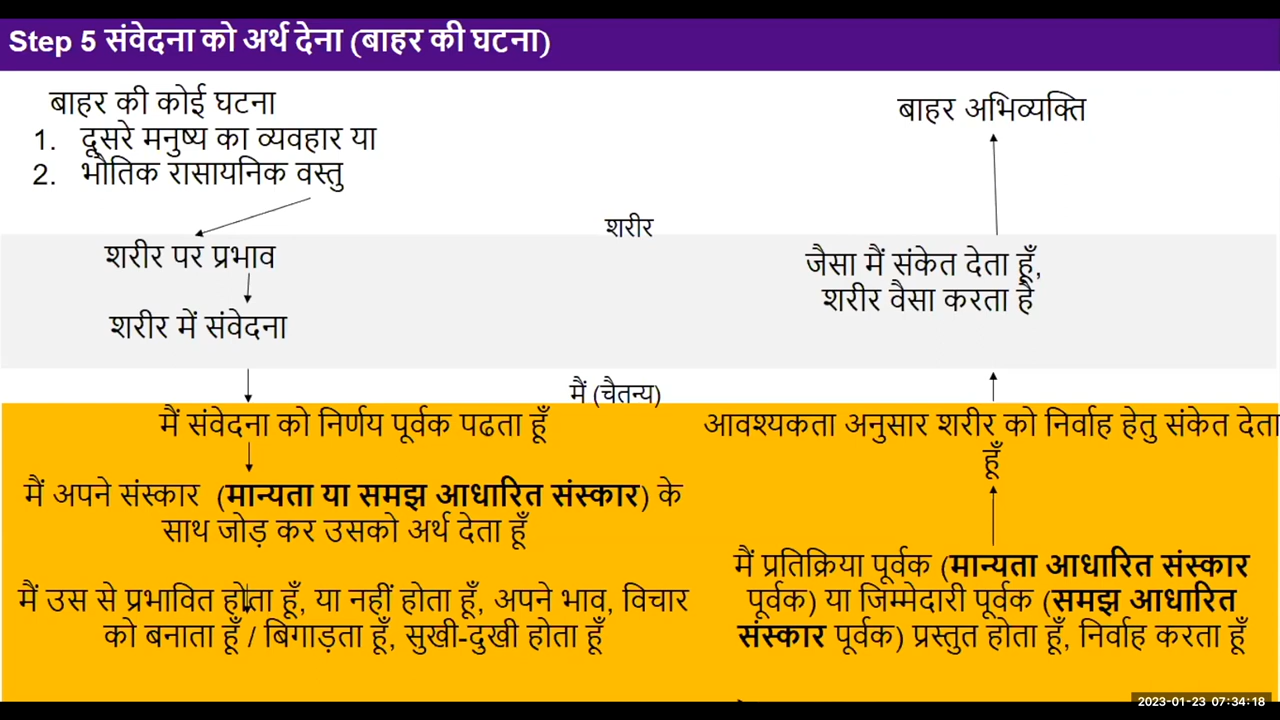 Step 5 संवेदना को अर्थ देना (बाहर की घटना)
बाहर की कोई घटना
1. दूसरे मनुष्य का व्यवहार या
2. भौतिक रासायनिक वस्तु
बाहर अभिव्यक्ति
शरीर
शरीर पर प्रभाव
शरीर में संवेदना
जैसा मैं संकेत देता हूँ,
शरीर वैसा करता है
मैं (चैतन्य)
मैं संवेदना को निर्णय पूर्वक पढता हूँ
मैं अपने संस्कार (मान्यता या समझ आधारित संस्कार) के
साथ जोड़ कर उसको अर्थ देता हूँ
मैं उस से प्रभावित होता हूँ, या नहीं होता हूँ, अपने भाव, विचार
को बनाता हूँ / बिगाड़ता हूँ, सुखी-दुखी होता हूँ
आवश्यकता अनुसार शरीर को निर्वाह हेतु संकेत देता
हूँ
मैं प्रतिक्रिया पूर्वक (मान्यता आधारित संस्कार
पूर्वक) या जिम्मेदारी पूर्वक (समझ आधारित
संस्कार पूर्वक) प्रस्तुत होता हूँ, निर्वाह करता हूँ
2023-01-23 07:34:18